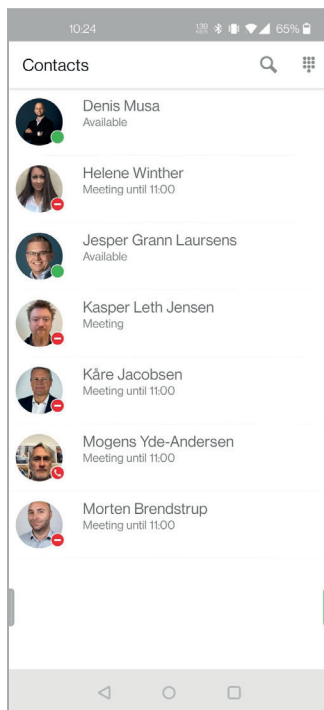 10:24
65%
Contacts
Denis Musa
Available
Helene Winther
Meeting until 11:00
Jesper Grann Laursens
Available
Kasper Leth Jensen
Meeting
Kåre Jacobsen
Meeting until 11:00
Mogens Yde-Andersen
Meeting until 11:00
Morten Brendstrup
Meeting until 11:00